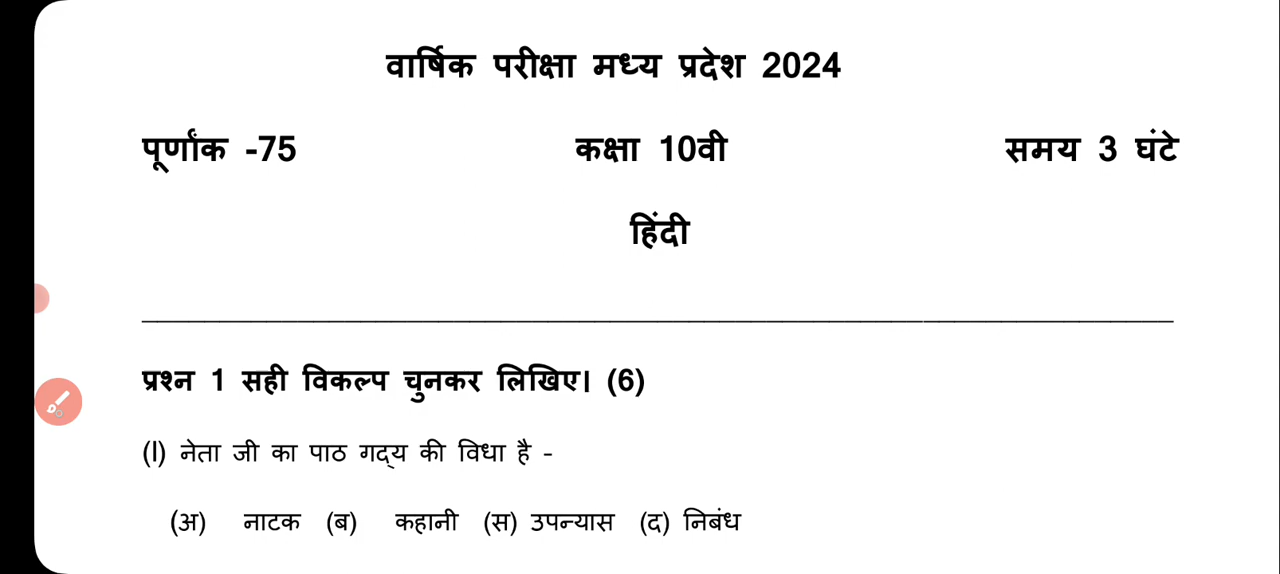 वार्षिक परीक्षा मध्य प्रदेश 2024
पूर्णांक -75 कक्षा 10वी समय 3 घंटे
हिंदी
प्रश्न 1 सही विकल्प चुनकर लिखिए। (6)
(I) नेता जी का पाठ गद्य की विधा है -
(अ) नाटक (ब) कहानी (स) उपन्यास (द) निबंध